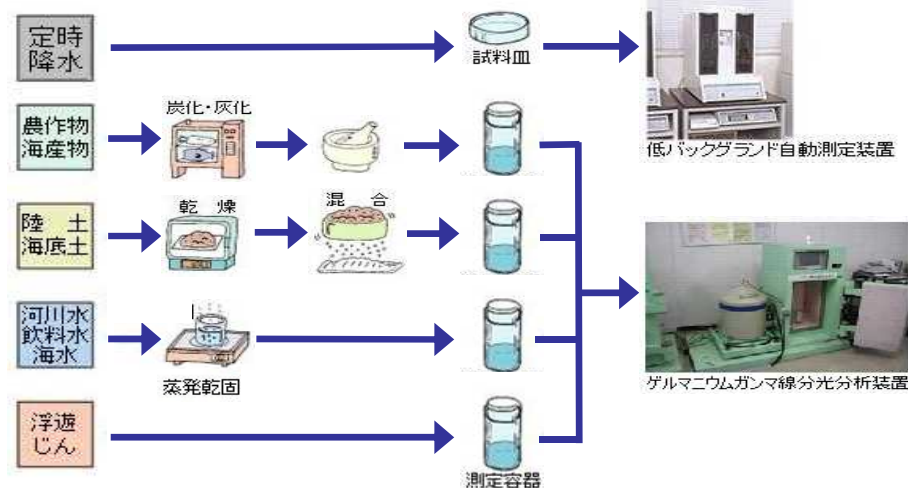 定時
降水
試料皿
低バックグランド自動測定装置
農作物
海産物
炭化・灰化
陸 土
海底土
乾 燥
混 合
河川水
飲料水
海水
蒸発乾固
ゲルマニウムガンマ線分光分析装置
浮遊
じん
測定容器